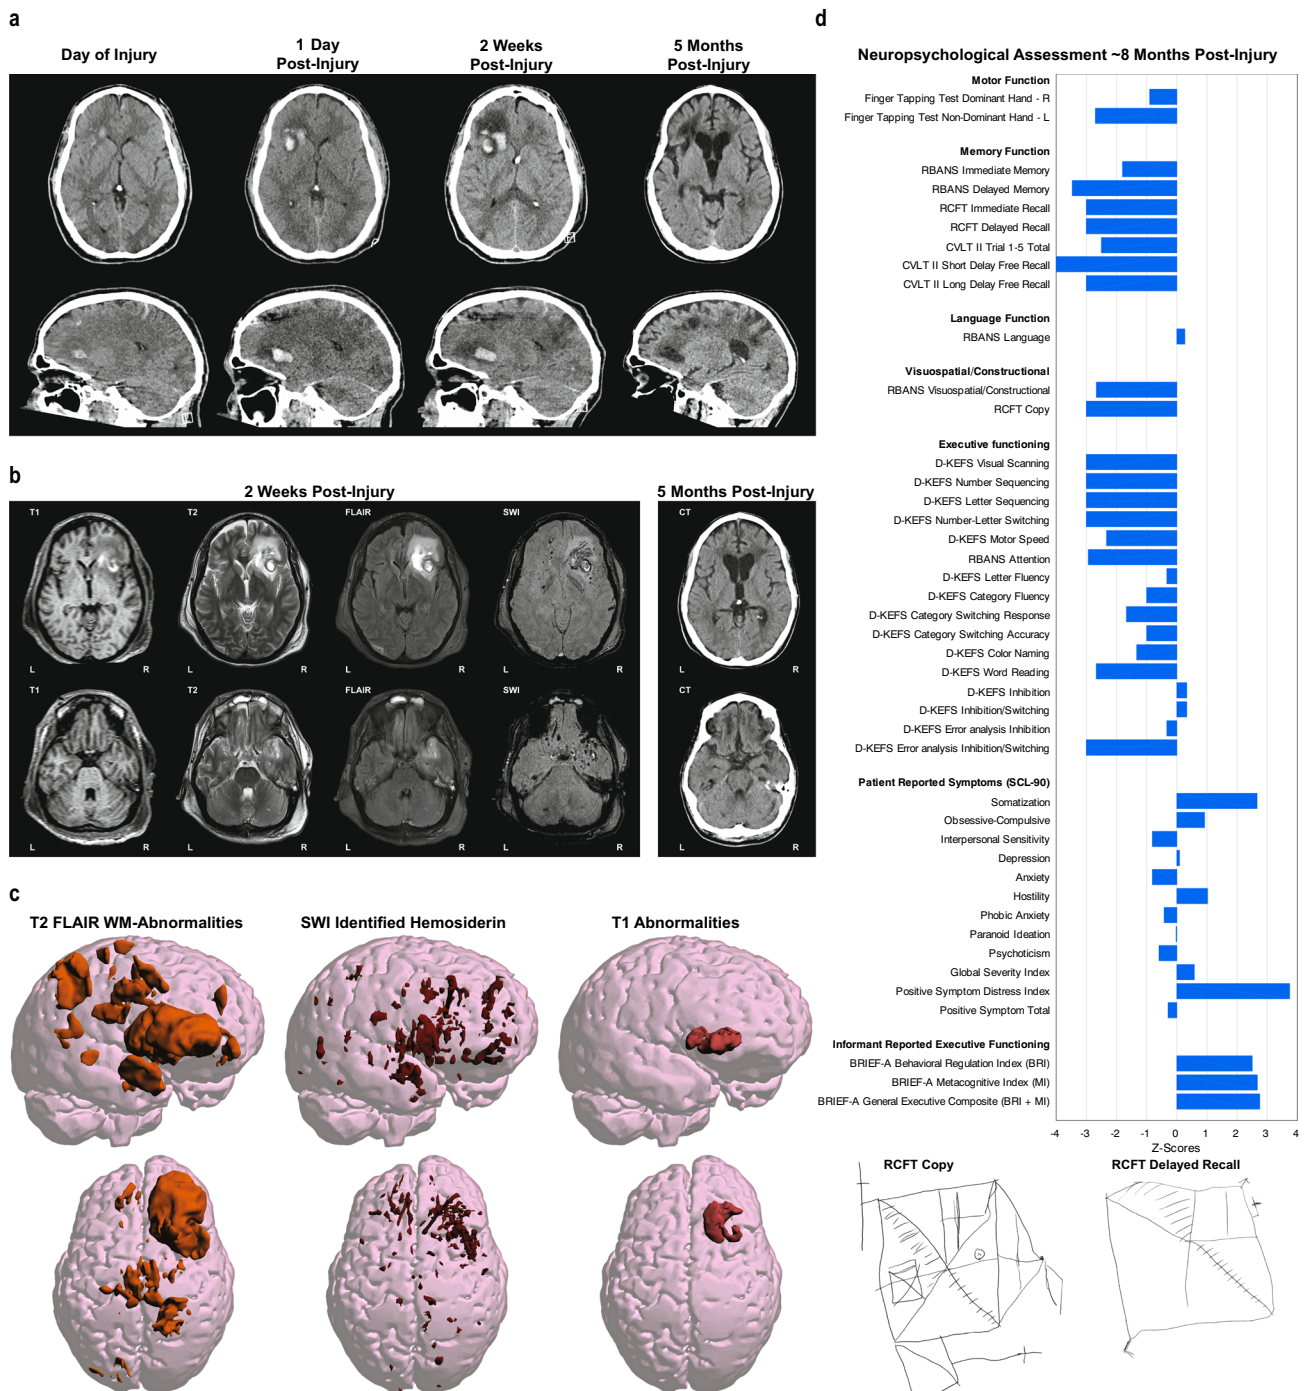 a
Day of Injury
1 Day
Post-Injury
2 Weeks
Post-Injury
5 Months
Post-Injury
b
2 Weeks Post-Injury
5 Months Post-Injury
T1
T2
FLAIR
SWI
CT
L R
L R
L R
L R
L R
T1
T2
FLAIR
SWI
CT
L R
L R
L R
L R
L R
c
T2 FLAIR WM-Abnormalities
SWI Identified Hemosiderin
T1 Abnormalities
d
Neuropsychological Assessment ~8 Months Post-Injury
Motor Function
Finger Tapping Test Dominant Hand - R
Finger Tapping Test Non-Dominant Hand - L
Memory Function
RBANS Immediate Memory
RBANS Delayed Memory
RCFT Immediate Recall
RCFT Delayed Recall
CVLT II Trial 1-5 Total
CVLT II Short Delay Free Recall
CVLT II Long Delay Free Recall
Language Function
RBANS Language
Visuospatial/Constructional
RBANS Visuospatial/Constructional
RCFT Copy
Executive functioning
D-KEFS Visual Scanning
D-KEFS Number Sequencing
D-KEFS Letter Sequencing
D-KEFS Number-Letter Switching
D-KEFS Motor Speed
RBANS Attention
D-KEFS Letter Fluency
D-KEFS Category Fluency
D-KEFS Category Switching Response
D-KEFS Category Switching Accuracy
D-KEFS Color Naming
D-KEFS Word Reading
D-KEFS Inhibition
D-KEFS Inhibition/Switching
D-KEFS Error analysis Inhibition
D-KEFS Error analysis Inhibition/Switching
Patient Reported Symptoms (SCL-90)
Somatization
Obsessive-Compulsive
Interpersonal Sensitivity
Depression
Anxiety
Hostility
Phobic Anxiety
Paranoid Ideation
Psychoticism
Global Severity Index
Positive Symptom Distress Index
Positive Symptom Total
Informant Reported Executive Functioning
BRIEF-A Behavioral Regulation Index (BRI)
BRIEF-A Metacognitive Index (MI)
BRIEF-A General Executive Composite (BRI + MI)
-4 -3 -2 -1 0 1 2 3 4
Z-Scores
RCFT Copy
RCFT Delayed Recall